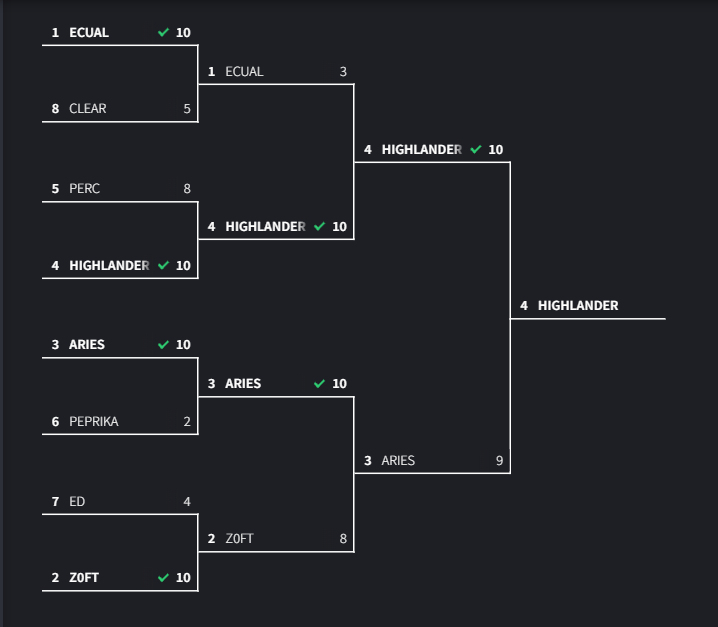 1 ECUAL ✓ 10
8 CLEAR 5
5 PERC 8
4 HIGHLANDER ✓ 10
3 ARIES ✓ 10
6 PEPRIKA 2
7 ED 4
2 Z0FT ✓ 10
1 ECUAL 3
4 HIGHLANDER ✓ 10
3 ARIES ✓ 10
2 Z0FT 8
4 HIGHLANDER ✓ 10
3 ARIES 9
4 HIGHLANDER